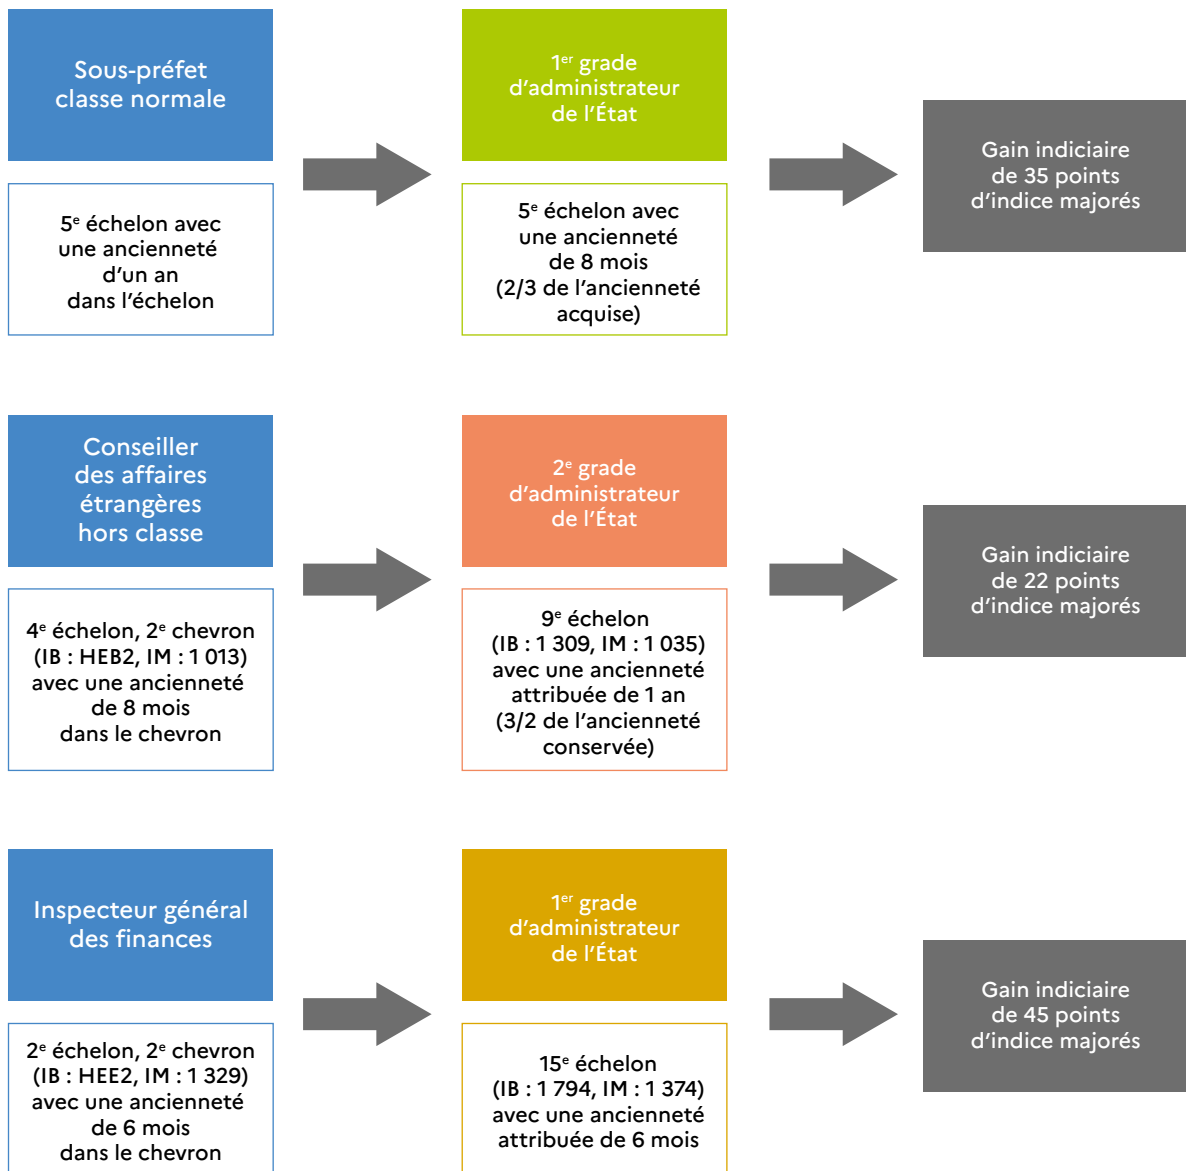 Sous-préfet
classe normale
5e échelon avec
une ancienneté
d'un an
dans l'échelon
1er grade
d'administrateur
de l'État
5e échelon avec
une ancienneté
de 8 mois
(2/3 de l'ancienneté
acquise)
Gain indiciaire
de 35 points
d'indice majorés
Conseiller
des affaires
étrangères
hors classe
4e échelon, 2e chevron
(IB : HEB2, IM : 1 013)
avec une ancienneté
de 8 mois
dans le chevron
2e grade
d'administrateur
de l'État
9e échelon
(IB : 1 309, IM : 1 035)
avec une ancienneté
attribuée de 1 an
(3/2 de l'ancienneté
conservée)
Gain indiciaire
de 22 points
d'indice majorés
Inspecteur général
des finances
2e échelon, 2e chevron
(IB : HEE2, IM : 1 329)
avec une ancienneté
de 6 mois
dans le chevron
1er grade
d'administrateur
de l'État
15e échelon
(IB : 1 794, IM : 1 374)
avec une ancienneté
attribuée de 6 mois
Gain indiciaire
de 45 points
d'indice majorés